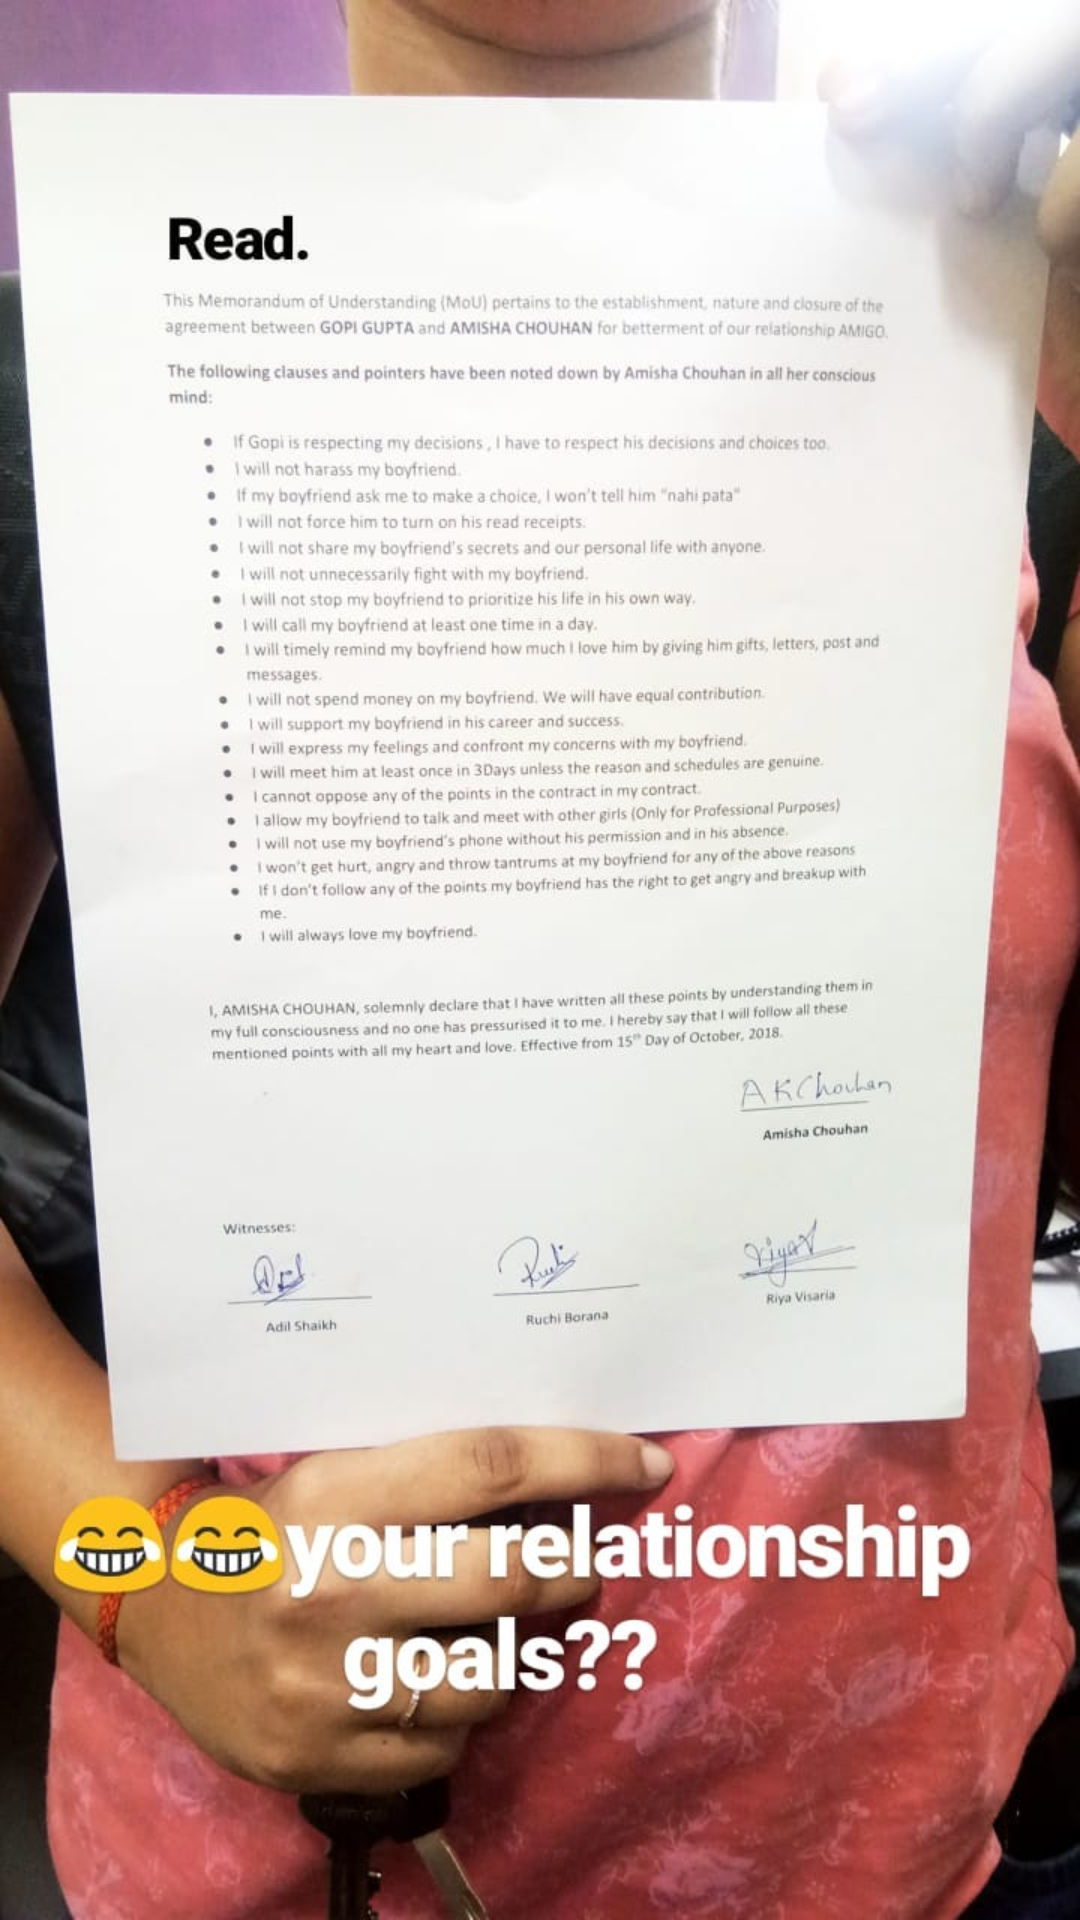 Read.
This Memorandum of Understanding (MoU) pertains to the establishment, nature and closure of the
agreement between GOPI GUPTA and AMISHA CHOUHAN for betterment of our relationship AMIGO.
The following clauses and pointers have been noted down by Amisha Chouhan in all her conscious
mind:
• If Gopi is respecting my decisions , I have to respect his decisions and choices too.
• I will not harass my boyfriend.
• If my boyfriend ask me to make a choice, I won't tell him "nahi pata"
• I will not force him to turn on his read receipts.
• I will not share my boyfriend's secrets and our personal life with anyone.
• I will not unnecessarily fight with my boyfriend.
• I will not stop my boyfriend to prioritize his life in his own way.
• I will call my boyfriend at least one time in a day.
• I will timely remind my boyfriend how much I love him by giving him gifts, letters, post and
messages.
• I will not spend money on my boyfriend. We will have equal contribution.
• I will support my boyfriend in his career and success.
• I will express my feelings and confront my concerns with my boyfriend.
• I will meet him at least once in 3Days unless the reason and schedules are genuine.
• I cannot oppose any of the points in the contract in my contract.
• I allow my boyfriend to talk and meet with other girls (Only for Professional Purposes)
• I will not use my boyfriend's phone without his permission and in his absence.
• I won't get hurt, angry and throw tantrums at my boyfriend for any of the above reasons
• If I don't follow any of the points my boyfriend has the right to get angry and breakup with
me.
• I will always love my boyfriend.
I, AMISHA CHOUHAN, solemnly declare that I have written all these points by understanding them in
my full consciousness and no one has pressurised it to me. I hereby say that I will follow all these
mentioned points with all my heart and love. Effective from 15th Day of October, 2018.
AKChouhan
Amisha Chouhan
Witnesses:
Ruchi
Adil Shaikh
Ruchi Borana
Riya Visaria
😂😂your relationship
goals??